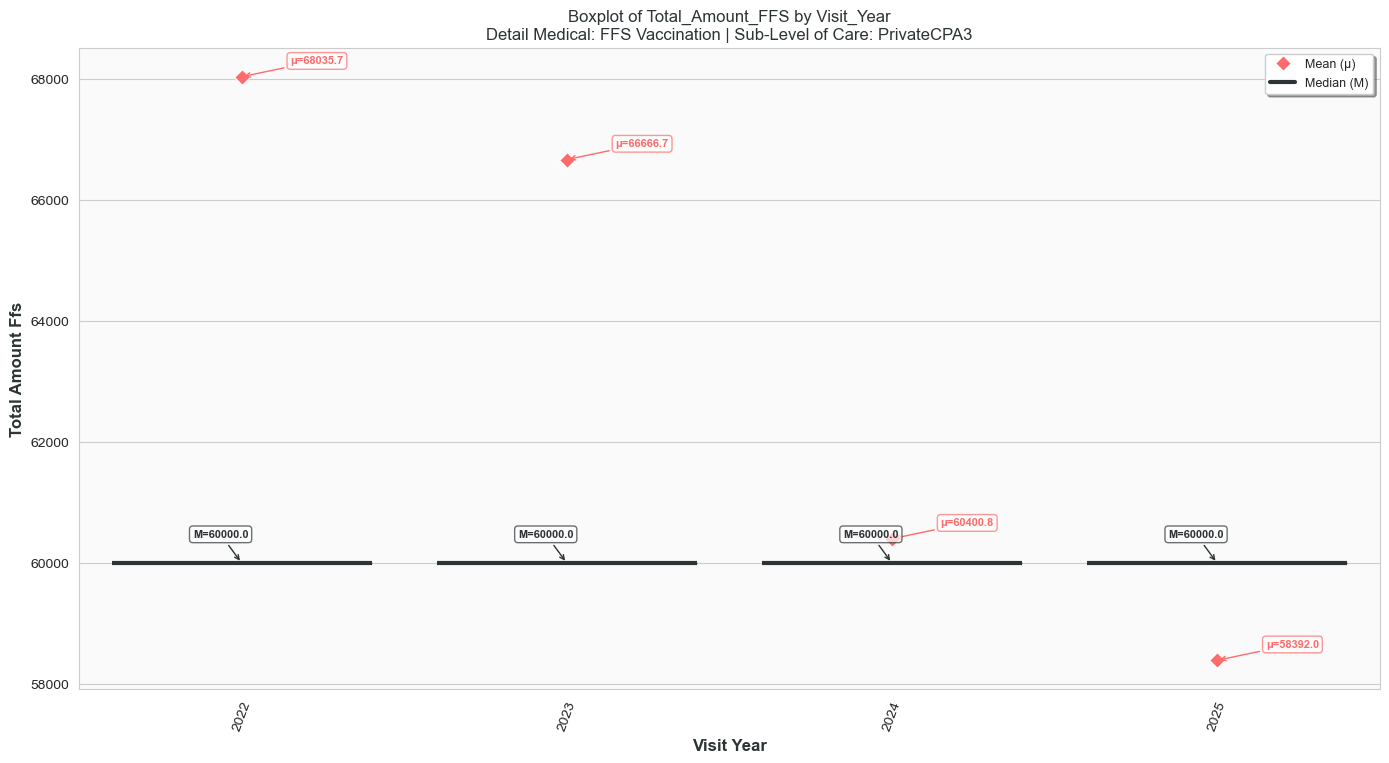 Boxplot of Total_Amount_FFS by Visit_Year
Detail Medical: FFS Vaccination | Sub-Level of Care: PrivateCPA3
Mean (μ)
Median (M)
μ=68035.7
μ=66666.7
μ=60400.8
μ=58392.0
M=60000.0
M=60000.0
M=60000.0
M=60000.0
Total Amount Ffs
68000
66000
64000
62000
60000
58000
2022
2023
2024
2025
Visit Year